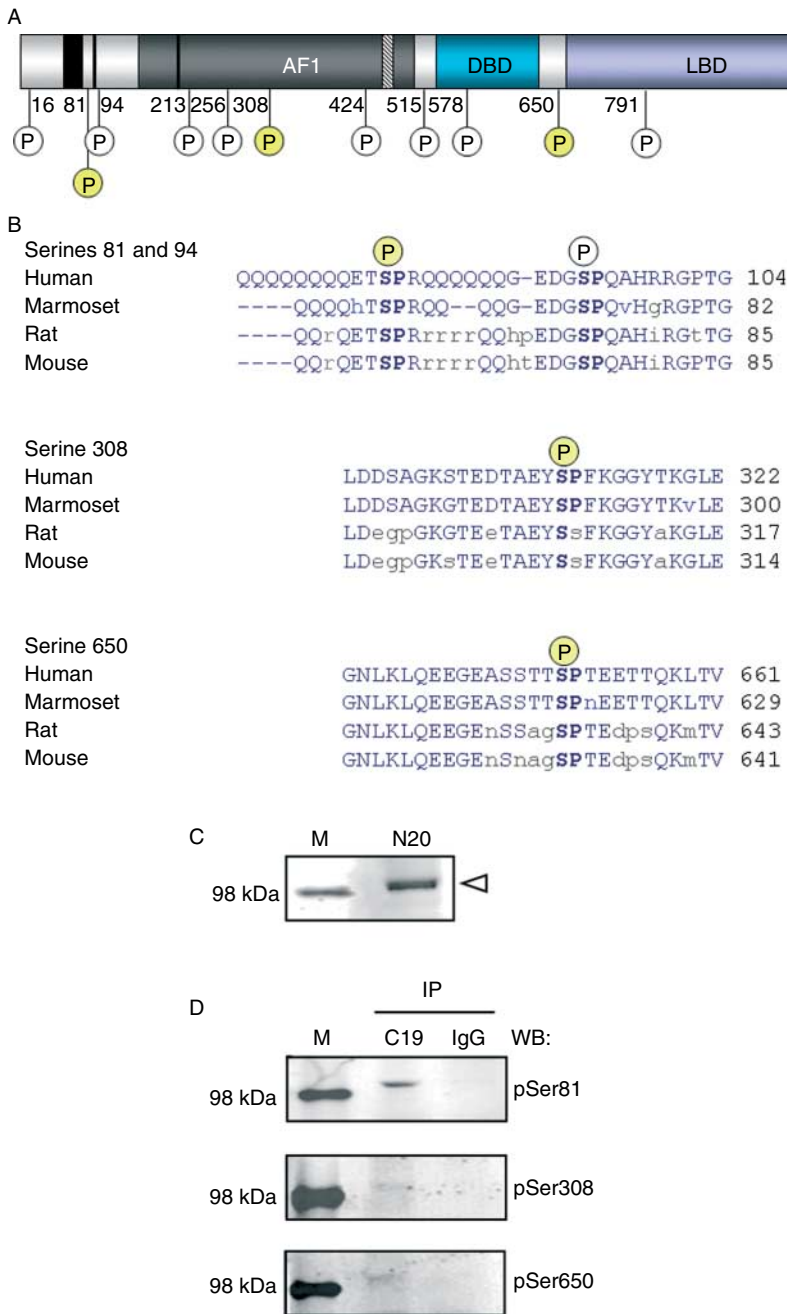 A
AF1 DBD LBD
16 81 94 213 256 308 424 515 578 650 791
P P P P P P P P P P
P
B
Serines 81 and 94 P P
Human QQQQQQQQETSPRQQQQQQG-EDGSPQAHRRGPTG 104
Marmoset ----QQQQhTSPRQQ--QQG-EDGSPQvHgRGPTG 82
Rat ----QQrQETSPRrrrrQQhpEDGSPQAHiRGtTG 85
Mouse ----QQrQETSPRrrrrQQhtEDGSPQAHiRGPTG 85
Serine 308 P
Human LDDSAGKSTEDTAEYSPFKGGYTKGLE 322
Marmoset LDDSAGKGTEDTAEYSPFKGGYTKvLE 300
Rat LDegpGKGTEeTAEYSsFKGGYaKGLE 317
Mouse LDegpGKsTEeTAEYSsFKGGYaKGLE 314
Serine 650 P
Human GNLKLQEEGEASSTTSPTEETTQKLTV 661
Marmoset GNLKLQEEGEASSTTSPnEETTQKLTV 629
Rat GNLKLQEEGEnSSagSPTEdpsQKmTV 643
Mouse GNLKLQEEGEnSnagSPTEdpsQKmTV 641
C M N20
98 kDa
IP
D M C19 IgG WB:
98 kDa pSer81
98 kDa pSer308
98 kDa pSer650